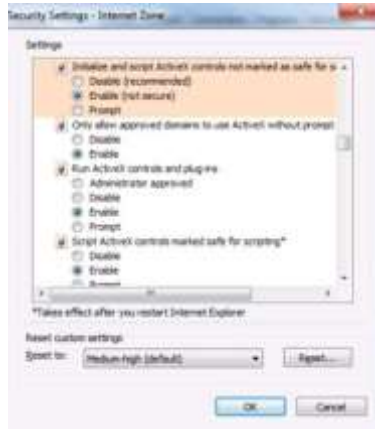 Security Settings - Internet Zone
Settings
Initialize and script ActiveX controls not marked as safe for s
Disable (recommended)
Enable (not secure)
Prompt
Only allow approved domains to use ActiveX without prompt
Disable
Enable
Run ActiveX controls and plug-ins
Administrator approved
Disable
Enable
Prompt
Script ActiveX controls marked safe for scripting*
Disable
Enable
Prompt
*Takes effect after you restart Internet Explorer
Reset custom settings
Reset to:
Medium-high (default)
Reset...
OK
Cancel